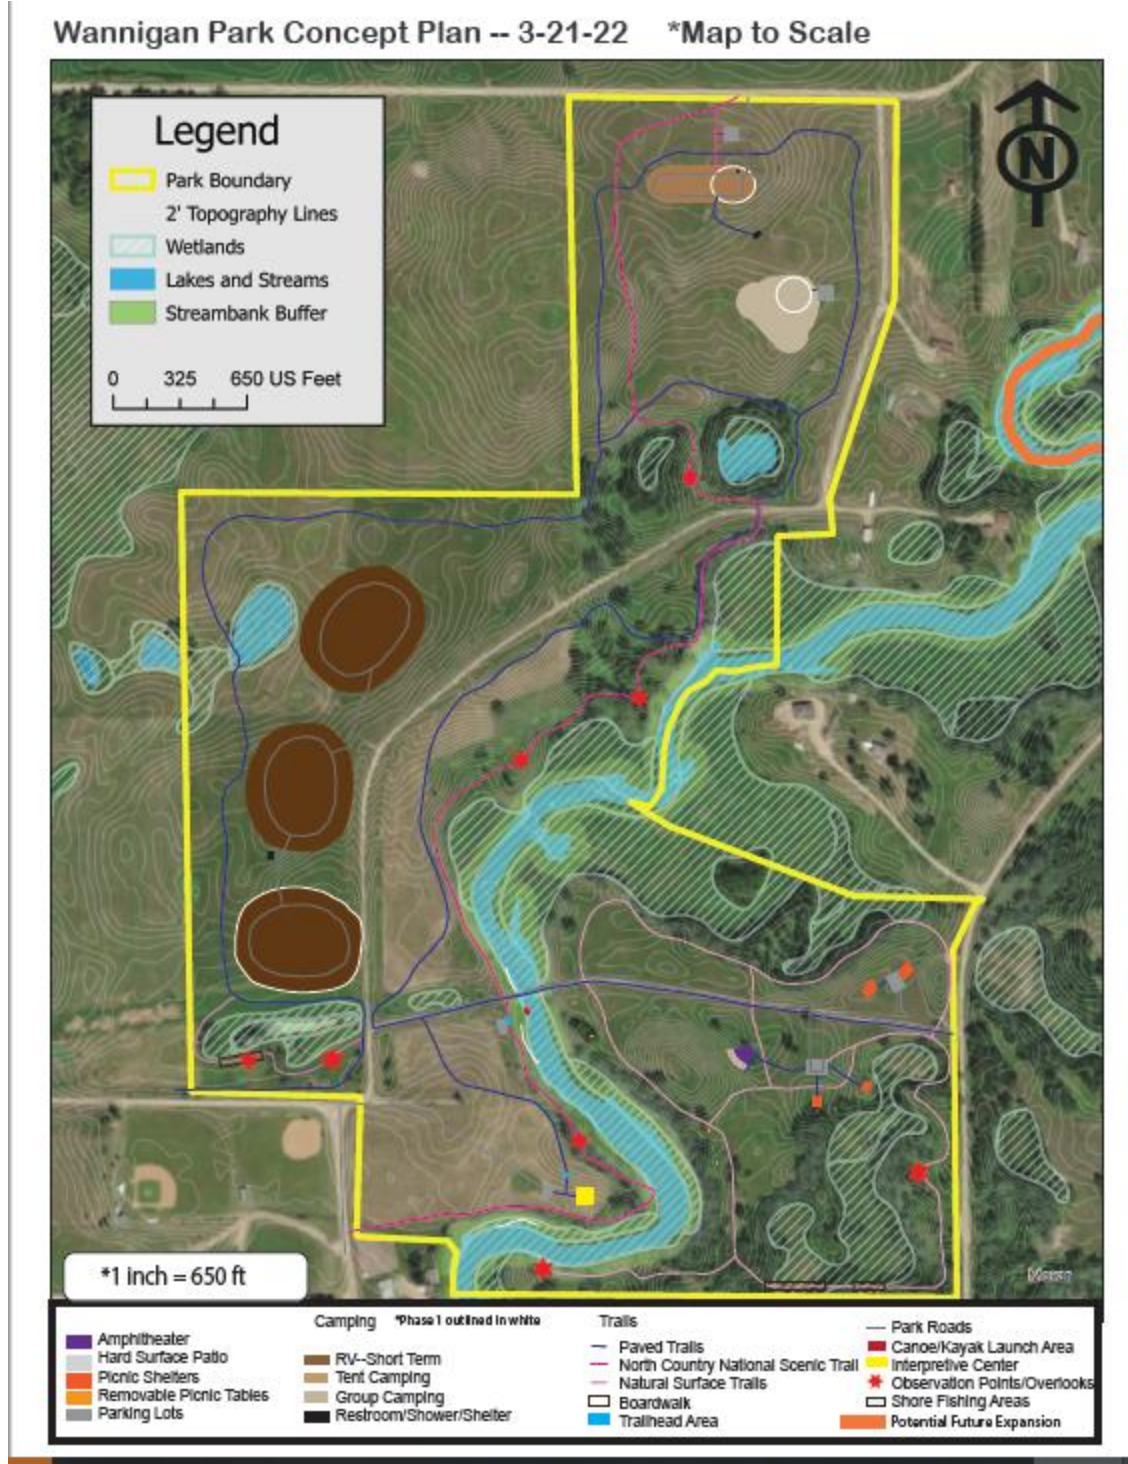 Wannigan Park Concept Plan -- 3-21-22 *Map to Scale
N
Legend
Park Boundary
2' Topography Lines
Wetlands
Lakes and Streams
Streambank Buffer
0 325 650 US Feet
*1 inch = 650 ft
Amphitheater
Hard Surface Patio
Picnic Shelters
Removable Picnic Tables
Parking Lots
Camping *Phase 1 outlined in white
RV--Short Term
Tent Camping
Group Camping
Restroom/Shower/Shelter
Trails
Paved Trails
North Country National Scenic Trail
Natural Surface Trails
Boardwalk
Trailhead Area
Park Roads
Canoe/Kayak Launch Area
Interpretive Center
Observation Points/Overlooks
Shore Fishing Areas
Potential Future Expansion